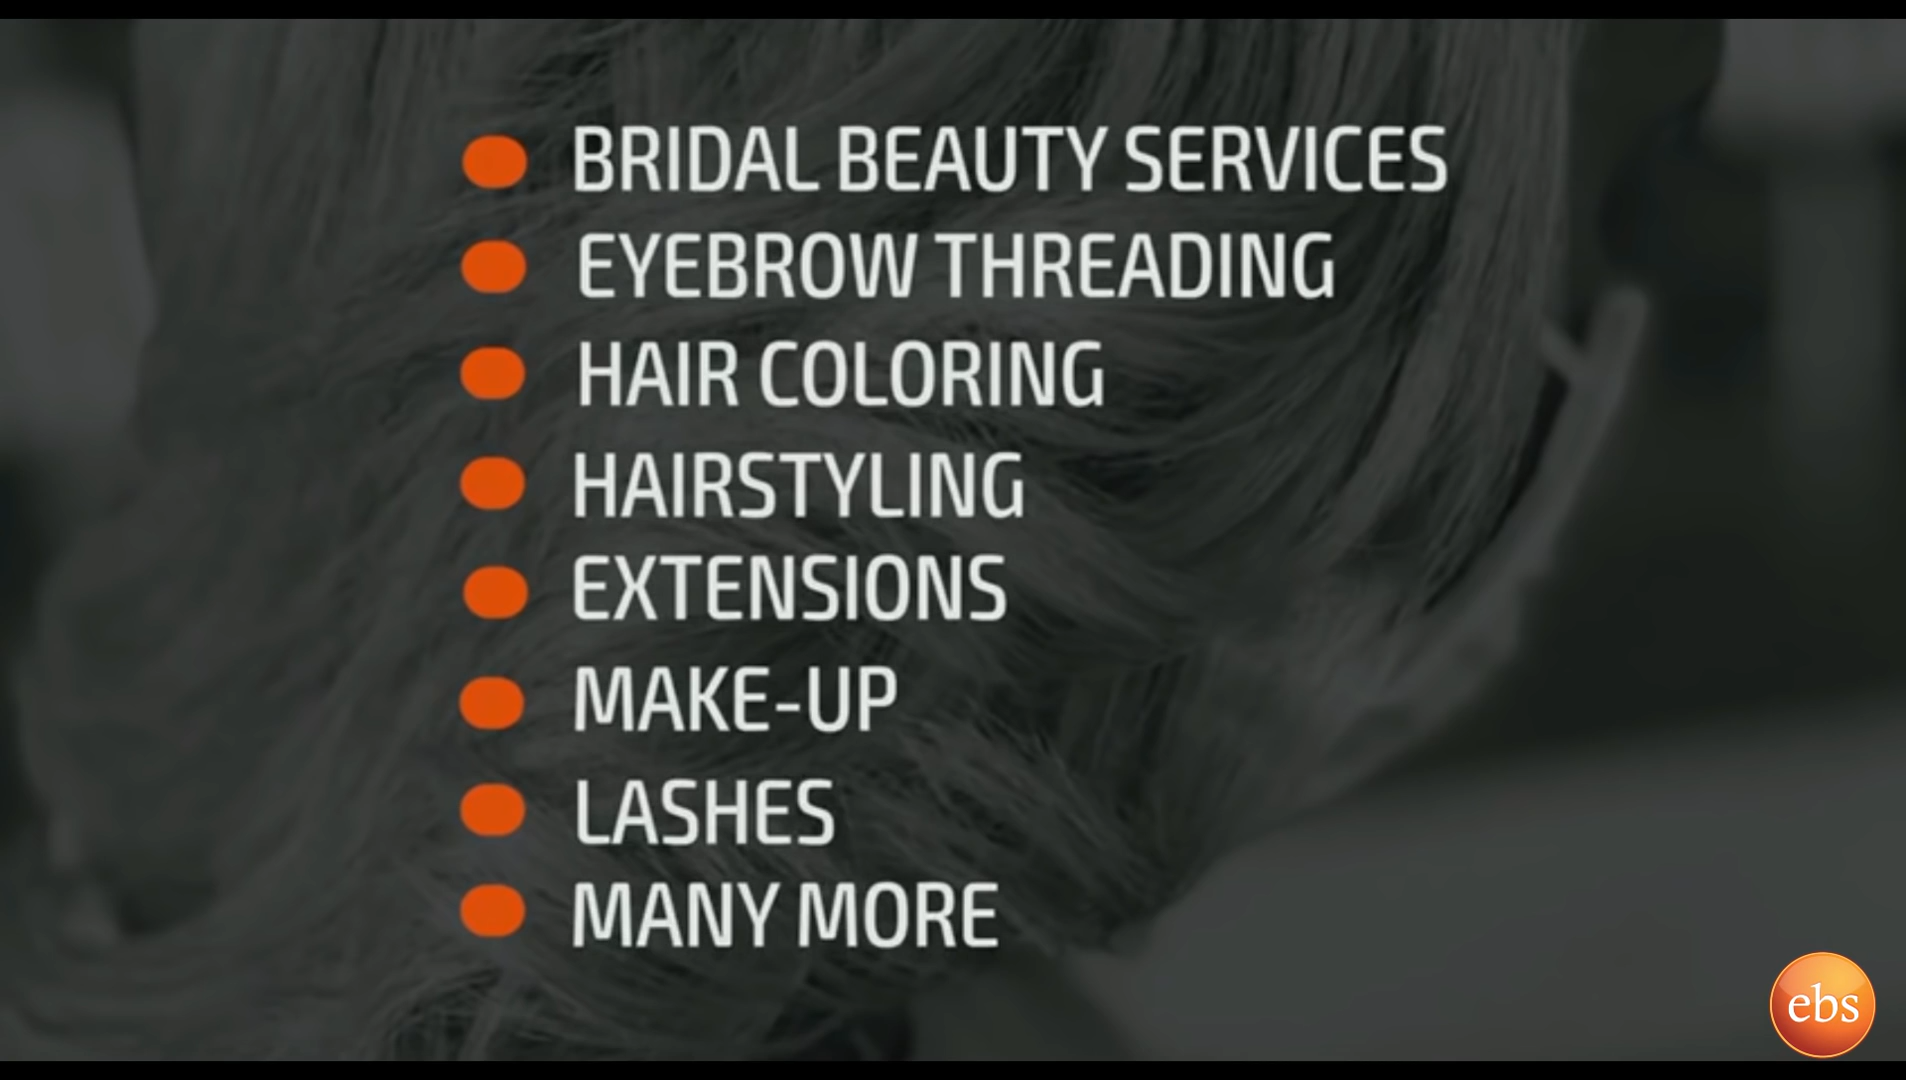 BRIDAL BEAUTY SERVICES
EYEBROW THREADING
HAIR COLORING
HAIRSTYLING
EXTENSIONS
MAKE-UP
LASHES
MANY MORE
ebs